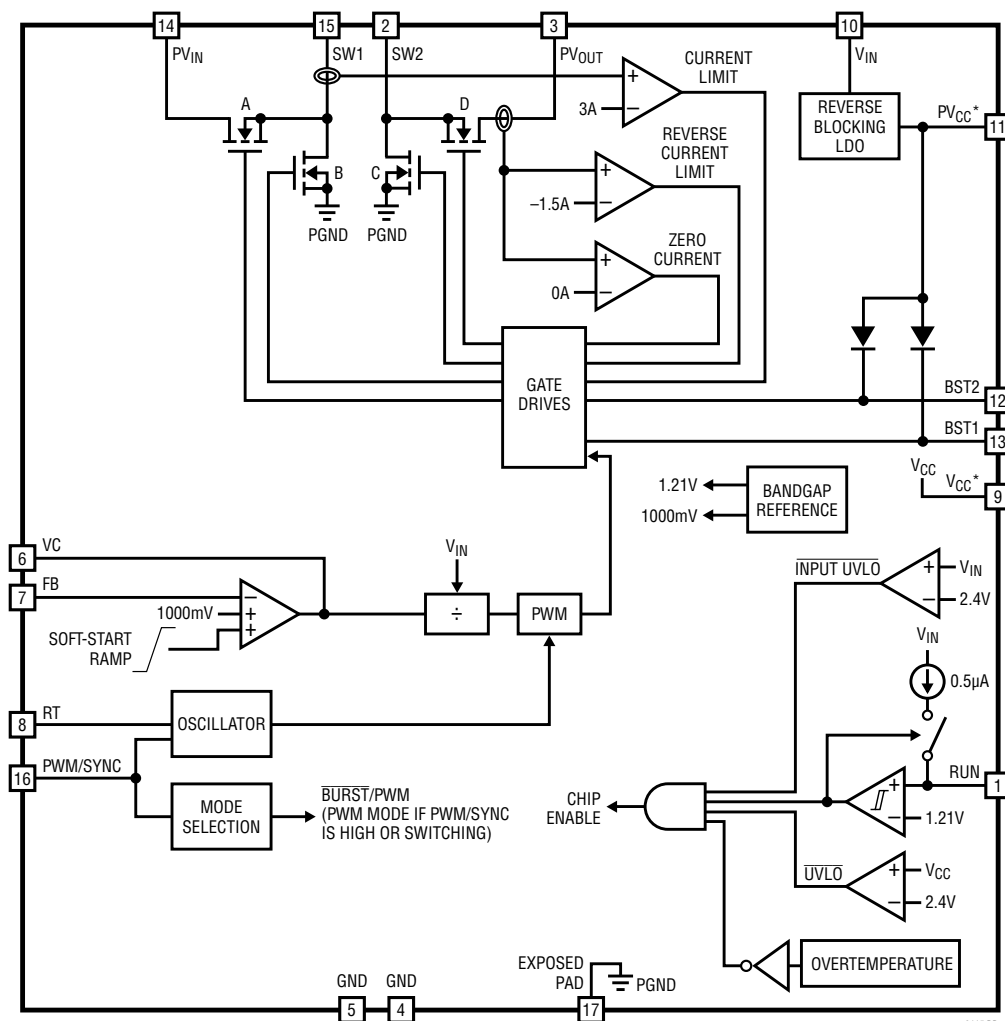 14
15
2
3
10
PVIN
SW1
SW2
PVOUT
VIN
CURRENT
LIMIT
+
3A
–
A
D
B
C
PGND
PGND
REVERSE
CURRENT
LIMIT
+
–1.5A
–
ZERO
CURRENT
+
0A
–
REVERSE
BLOCKING
LDO
PVCC*
11
GATE
DRIVES
BST2
12
BST1
13
VCC
VCC*
9
1.21V
1000mV
BANDGAP
REFERENCE
6
VC
7
FB
1000mV
–
+
+
SOFT-START
RAMP
VIN
÷
PWM
INPUT UVLO
+
VIN
–
2.4V
VIN
0.5µA
8
RT
OSCILLATOR
16
PWM/SYNC
MODE
SELECTION
BURST/PWM
(PWM MODE IF PWM/SYNC
IS HIGH OR SWITCHING)
CHIP
ENABLE
+
RUN
1
–
1.21V
UVLO
+
VCC
–
2.4V
OVERTEMPERATURE
GND
GND
5
4
EXPOSED
PAD
17
PGND